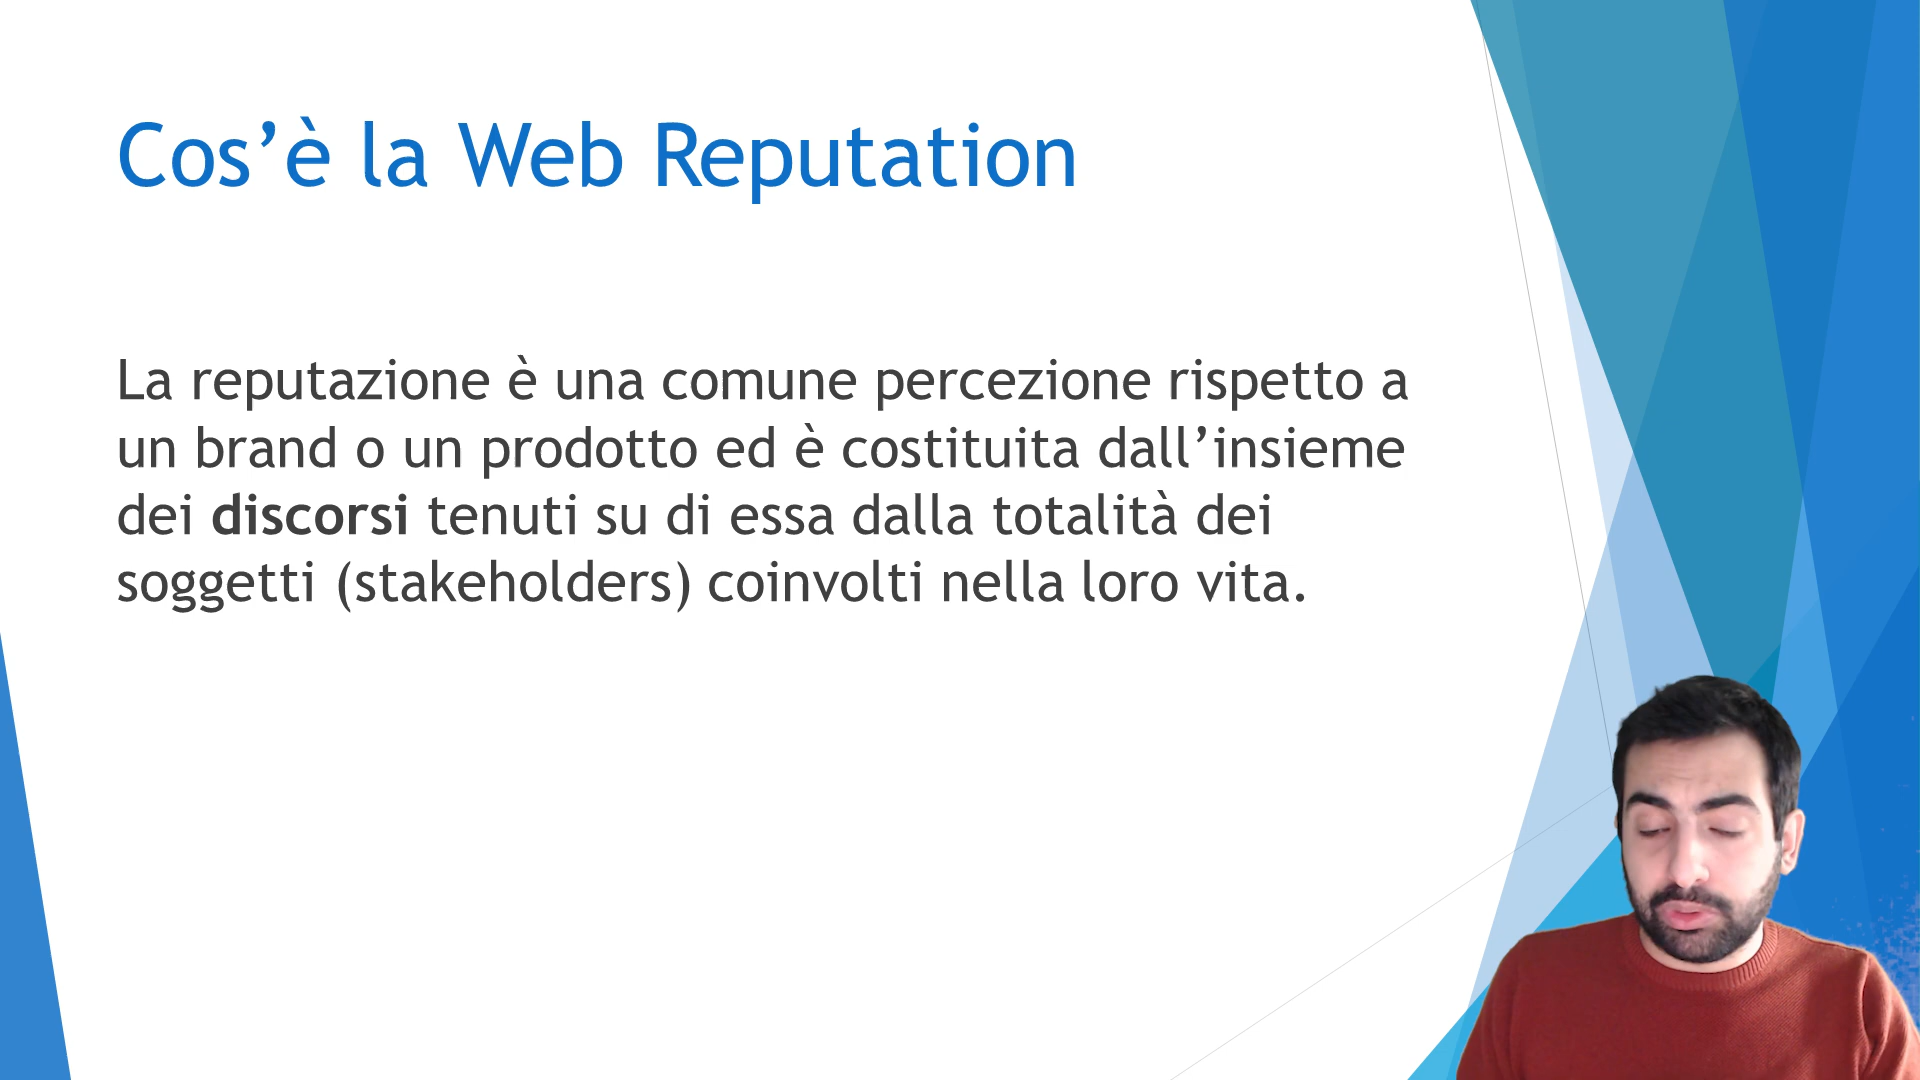 Cos’è la Web Reputation
La reputazione è una comune percezione rispetto a
un brand o un prodotto ed è costituita dall’insieme
dei discorsi tenuti su di essa dalla totalità dei
soggetti (stakeholders) coinvolti nella loro vita.